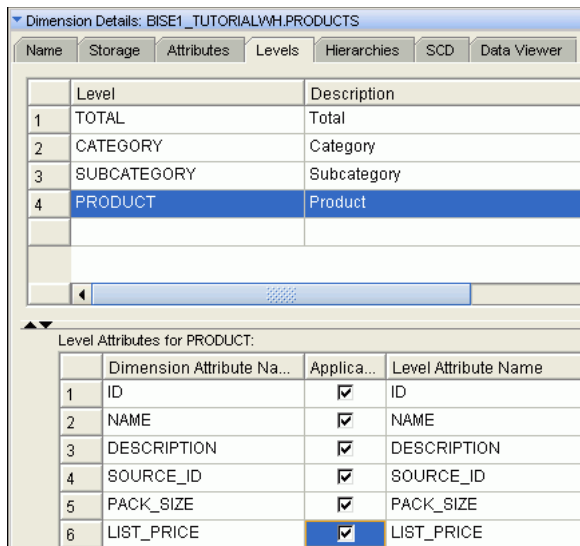 Dimension Details: BISE1_TUTORIALWH.PRODUCTS
Name Storage Attributes Levels Hierarchies SCD Data Viewer
Level Description
1 TOTAL Total
2 CATEGORY Category
3 SUBCATEGORY Subcategory
4 PRODUCT Product
Level Attributes for PRODUCT:
Dimension Attribute Na... Applica... Level Attribute Name
1 ID ID
2 NAME NAME
3 DESCRIPTION DESCRIPTION
4 SOURCE_ID SOURCE_ID
5 PACK_SIZE PACK_SIZE
6 LIST_PRICE LIST_PRICE